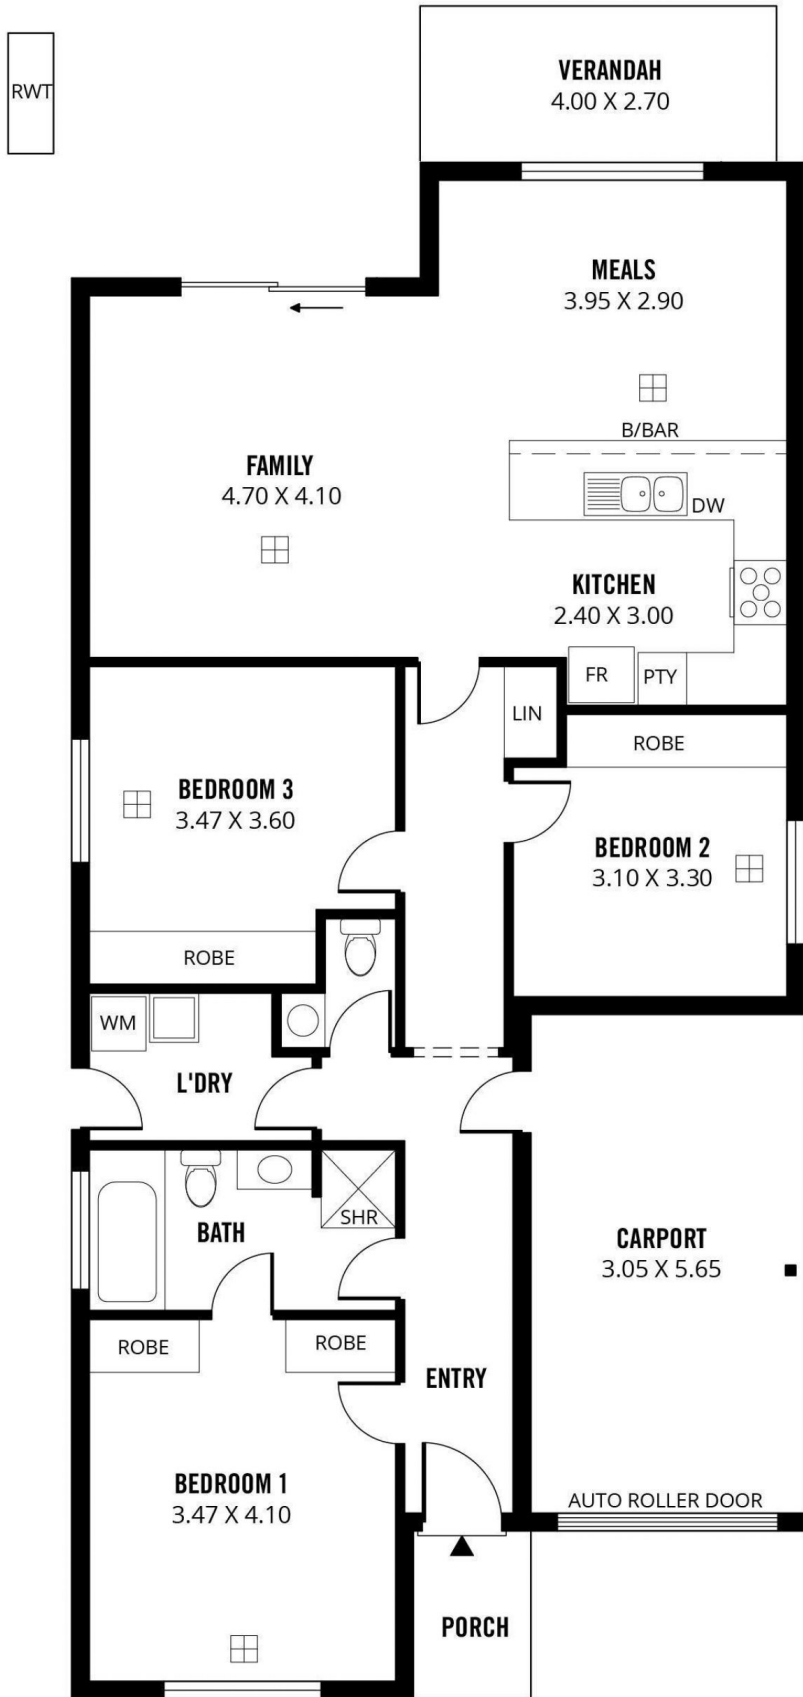 VERANDAH
4.00 X 2.70
RWT
MEALS
3.95 X 2.90
B/BAR
FAMILY
4.70 X 4.10
DW
KITCHEN
2.40 X 3.00
FR
PTY
LIN
ROBE
BEDROOM 3
3.47 X 3.60
BEDROOM 2
3.10 X 3.30
ROBE
WM
L'DRY
SHR
BATH
CARPORT
3.05 X 5.65
ROBE
ROBE
ENTRY
BEDROOM 1
3.47 X 4.10
AUTO ROLLER DOOR
PORCH